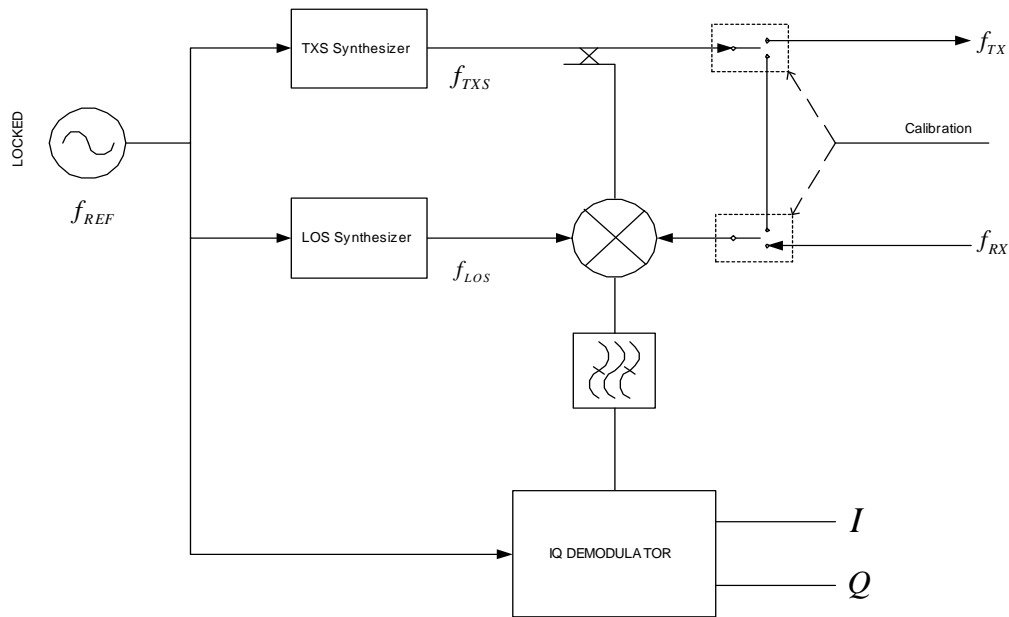 TXS Synthesizer
f_TXS
f_TX
LOCKED
Calibration
f_REF
LOS Synthesizer
f_LOS
f_RX
IQ DEMODULATOR
I
Q